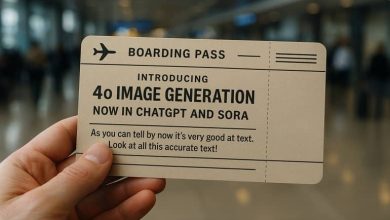 BOARDING PASS
INTRODUCING
4o IMAGE GENERATION
NOW IN CHATGPT AND SORA
As you can tell by now it's very good at text.
Look at all this accurate text!